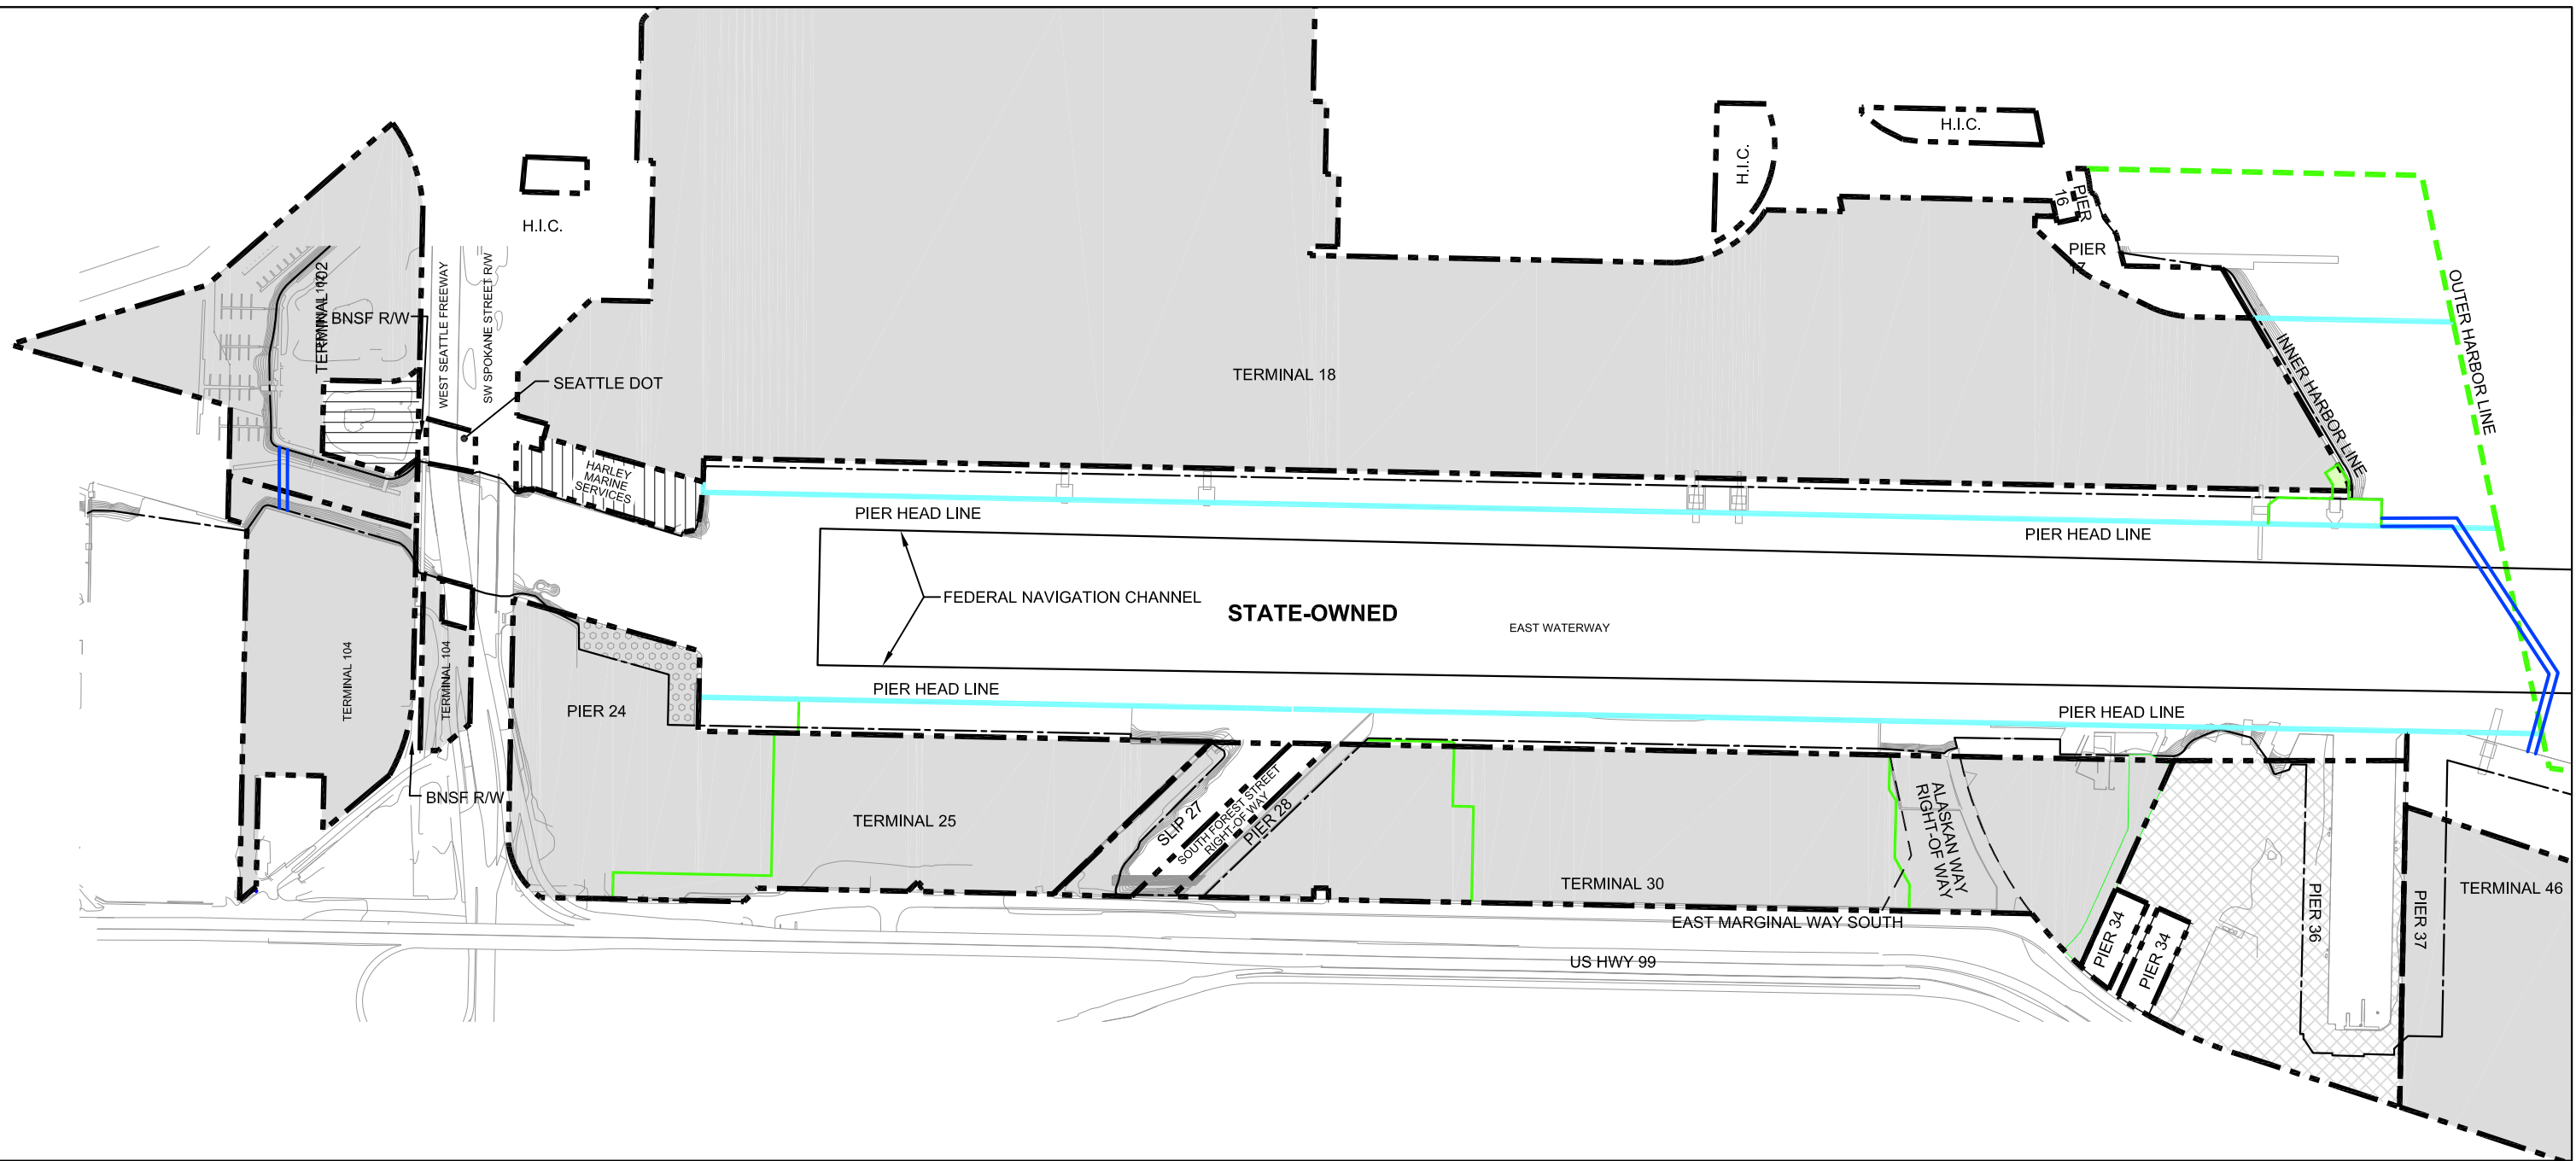 H.I.C.
H.I.C.
H.I.C.
PIER
16
PIER
17
OUTER HARBOR LINE
INNER HARBOR LINE
TERMINAL 102
TERMINAL 102
BNSF R/W
WEST SEATTLE FREEWAY
SW SPOKANE STREET R/W
SEATTLE DOT
TERMINAL 18
HARLEY
MARINE
SERVICES
PIER HEAD LINE
PIER HEAD LINE
FEDERAL NAVIGATION CHANNEL
STATE-OWNED
EAST WATERWAY
TERMINAL 104
TERMINAL 104
PIER 24
PIER HEAD LINE
PIER HEAD LINE
BNSF R/W
TERMINAL 25
SLIP 27
SOUTH FOREST STREET
RIGHT-OF WAY
PIER 28
TERMINAL 30
ALASKAN WAY
RIGHT-OF WAY
EAST MARGINAL WAY SOUTH
US HWY 99
PIER 34
PIER 34
PIER 36
PIER 37
TERMINAL 46